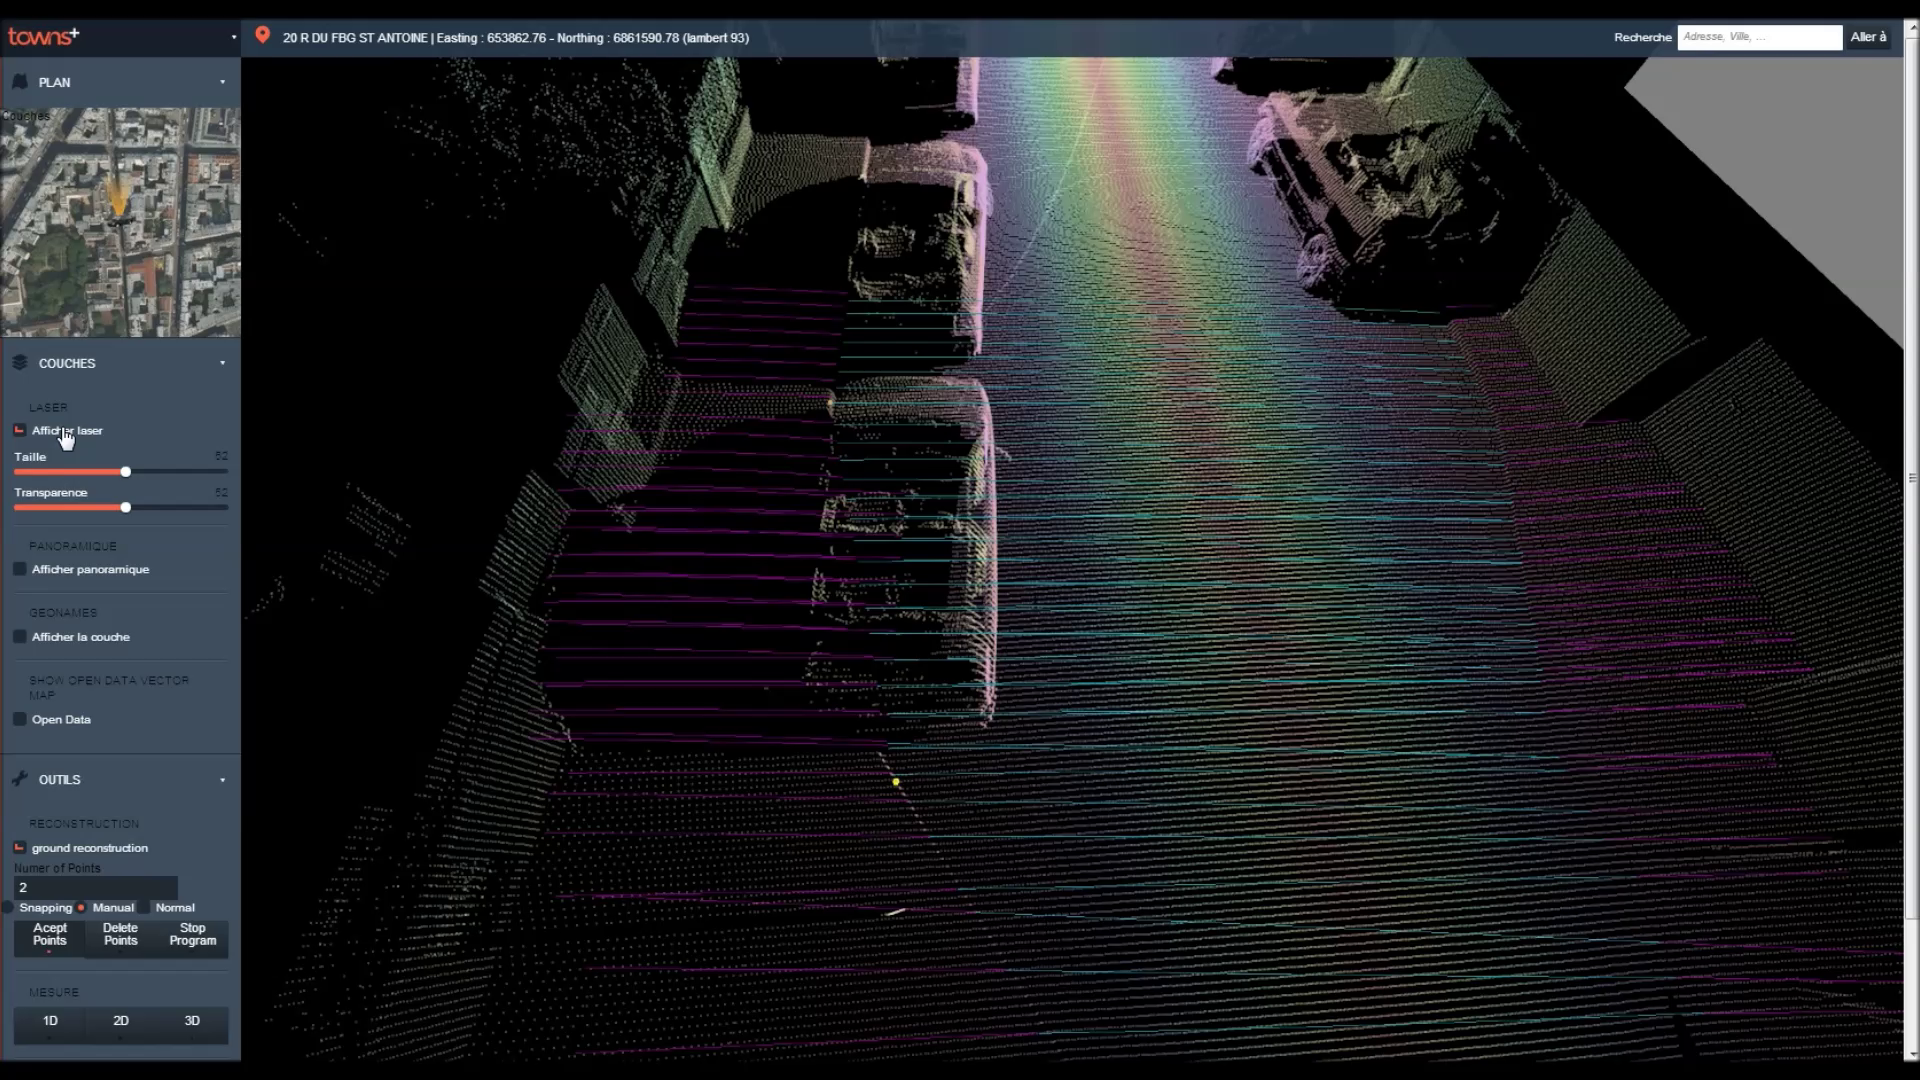 towns+
20 R DU FBG ST ANTOINE | Easting : 653862.76 - Northing : 6861590.78 (lambert 93)
Recherche
Adresse, Ville, ...
Aller à
PLAN
Couches
COUCHES
LASER
Afficher laser
Taille 52
Transparence 52
PANORAMIQUE
Afficher panoramique
GEONAMES
Afficher la couche
SHOW OPEN DATA VECTOR
MAP
Open Data
OUTILS
RECONSTRUCTION
ground reconstruction
Numer of Points
2
Snapping Manual Normal
Acept Points
Delete Points
Stop Program
MESURE
1D 2D 3D